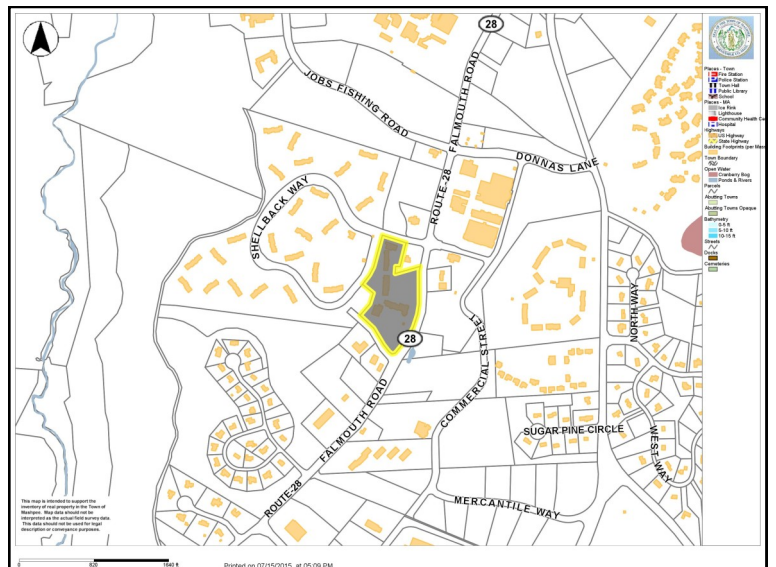 28
JOBS FISHING ROAD
FALMOUTH ROAD
ROUTE-28
DONNAS LANE
SHELLBACK WAY
28
FALMOUTH ROAD
ROUTE-28
COMMERCIAL STREET
NORTH WAY
WEST WAY
SUGAR PINE CIRCLE
MERCANTILE WAY
Places - Town
Fire Station
Police Station
Town Hall
Public Library
School
Places - MA
Ice Rink
Lighthouse
Community Health Ce
Hospital
Highways
US Highway
State Highway
Building Footprints (per Mas
Town Boundary
Open Water
Cranberry Bog
Ponds & Rivers
Parcels
Abutting Towns
Abutting Towns Opaque
Bathymetry
0-5 ft
5-10 ft
10-15 ft
Streets
Docks
Cemeteries
This map is intended to support the
inventory of real property in the Town of
Mashpee. Map data should not be
interpreted as the actual field survey data.
This data should not be used for legal
description or conveyance purposes.
0 820 1640 ft
Printed on 07/15/2015 at 05:09 PM